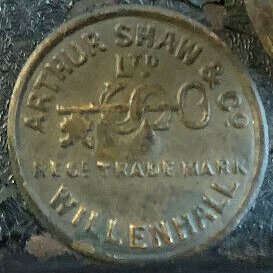 ARTHUR SHAW & CO
LTD
REGD TRADE MARK
WILLENHALL